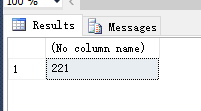 100 %
Results Messages
(No column name)
1 221